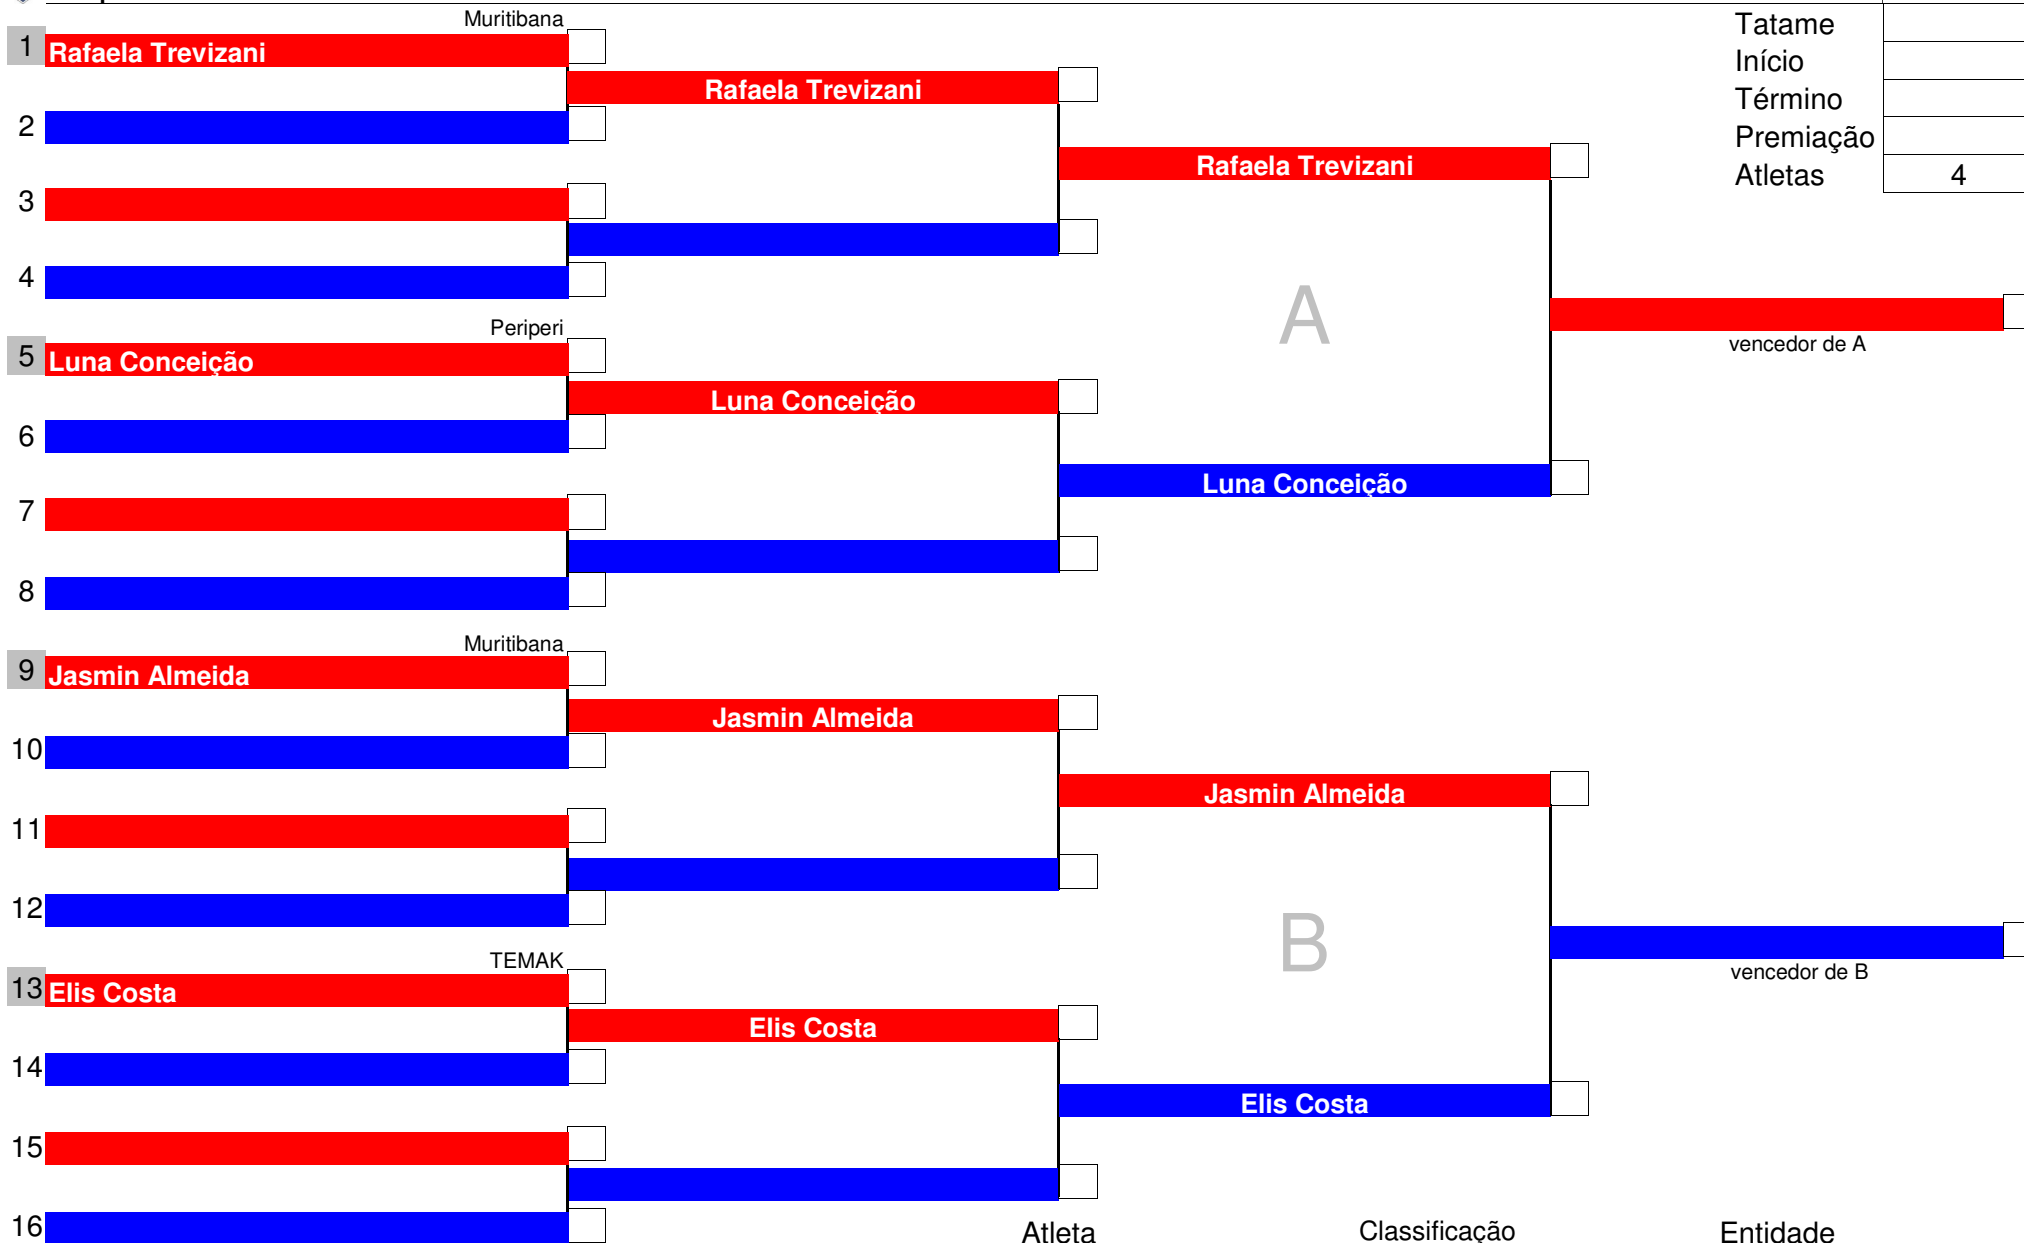 Muritibana
Tatame
1 Rafaela Trevizani
Início
Rafaela Trevizani
Término
2
Premiação
Rafaela Trevizani
Atletas 4
3
4
A
Periperi
vencedor de A
5 Luna Conceição
Luna Conceição
6
Luna Conceição
7
8
Muritibana
9 Jasmin Almeida
Jasmin Almeida
10
Jasmin Almeida
11
12
B
TEMAK
vencedor de B
13 Elis Costa
Elis Costa
14
Elis Costa
15
16
Atleta Classificação Entidade